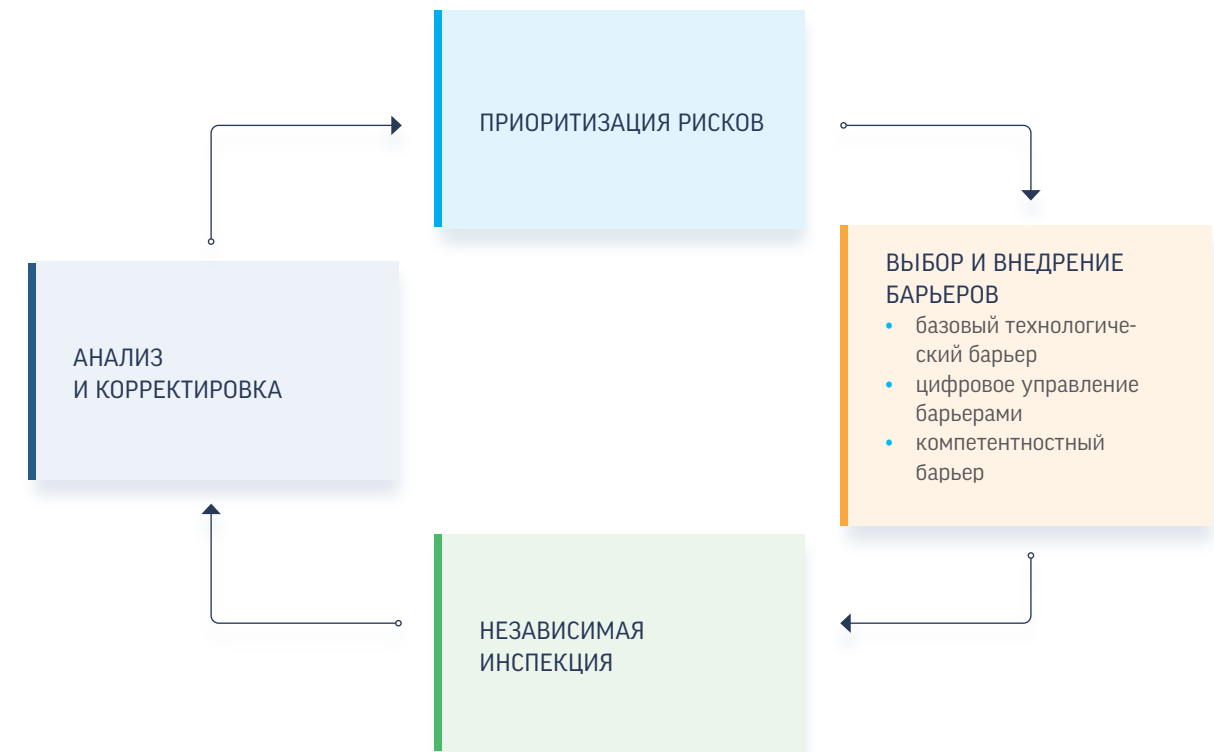 ПРИОРИТИЗАЦИЯ РИСКОВ
ВЫБОР И ВНЕДРЕНИЕ
БАРЬЕРОВ
• базовый технологиче-
ский барьер
• цифровое управление
барьерами
• компетентностный
барьер
НЕЗАВИСИМАЯ
ИНСПЕКЦИЯ
АНАЛИЗ
И КОРРЕКТИРОВКА